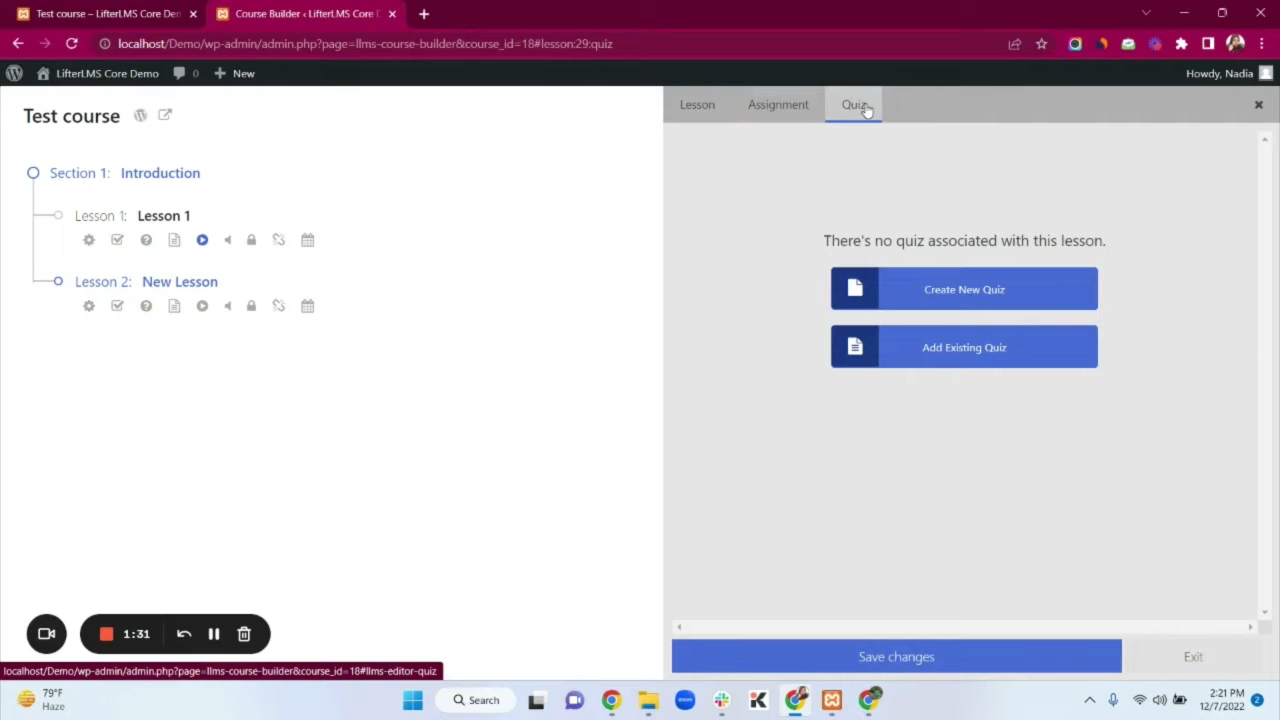 Test course – LifterLMS Core Den
Course Builder ‹ LifterLMS Core D
localhost/Demo/wp-admin/admin.php?page=llms-course-builder&course_id=18#lesson:29:quiz
LifterLMS Core Demo
0
New
Howdy, Nadia
Test course
Lesson
Assignment
Quiz
Section 1: Introduction
Lesson 1: Lesson 1
Lesson 2: New Lesson
There's no quiz associated with this lesson.
Create New Quiz
Add Existing Quiz
1:31
Save changes
Exit
localhost/Demo/wp-admin/admin.php?page=llms-course-builder&course_id=18#llms-editor-quiz
79°F
Haze
Search
zoom
2:21 PM
12/7/2022
2